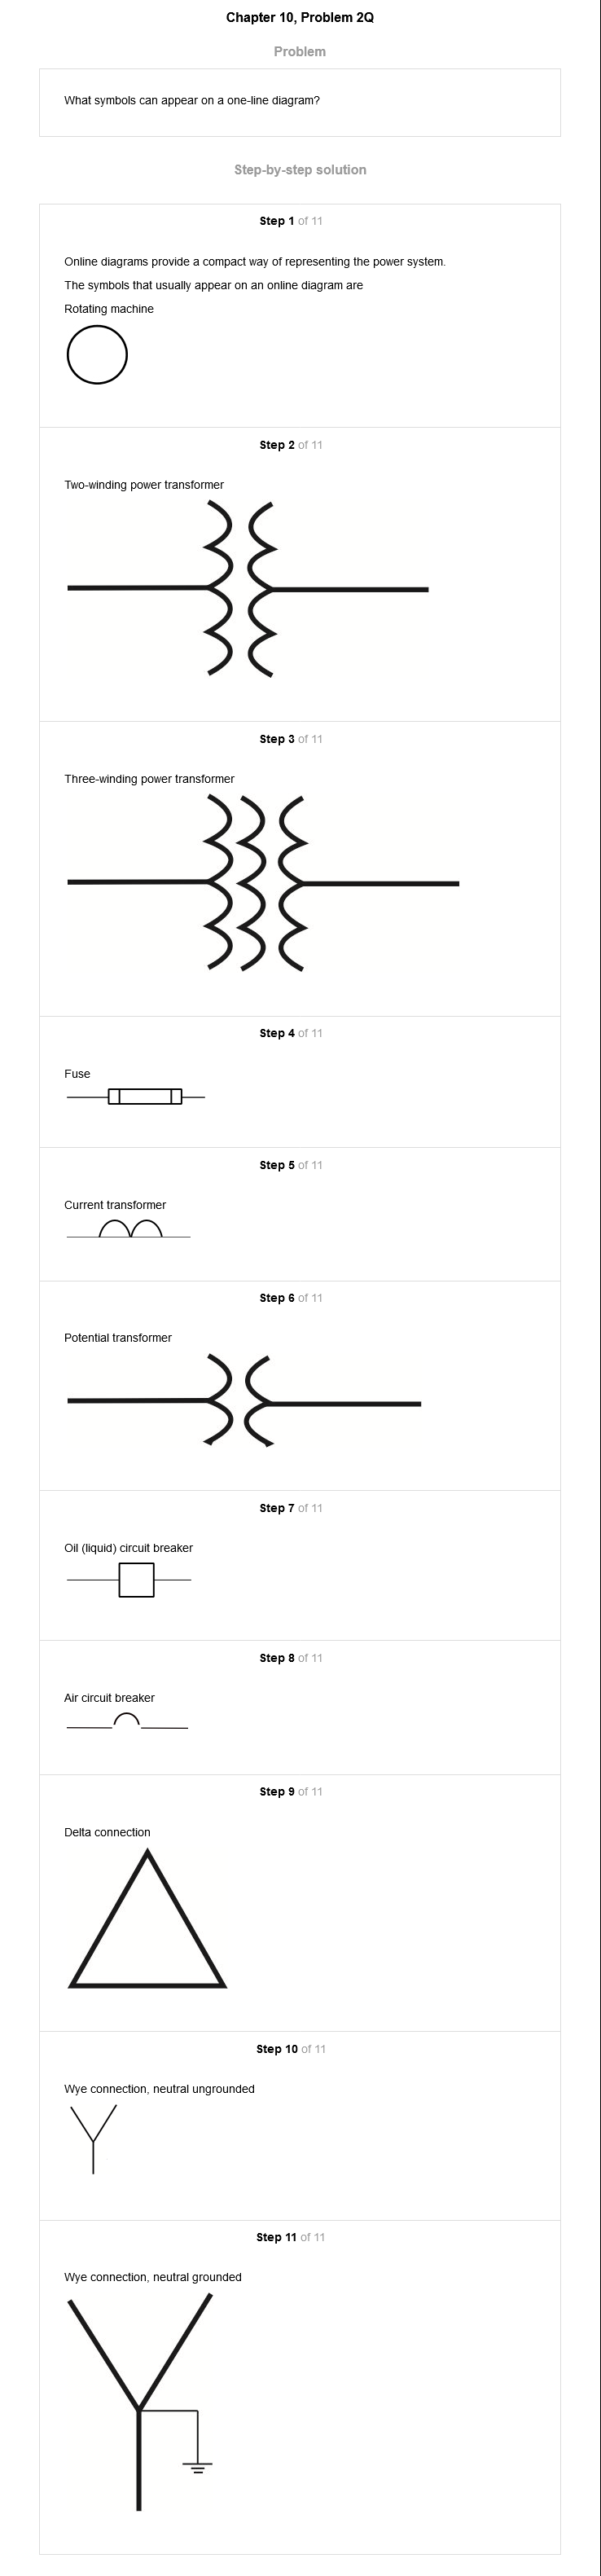 Chapter 10, Problem 2Q
Problem
What symbols can appear on a one-line diagram?
Step-by-step solution
Step 1 of 11
Online diagrams provide a compact way of representing the power system.
The symbols that usually appear on an online diagram are
Rotating machine
Step 2 of 11
Two-winding power transformer
Step 3 of 11
Three-winding power transformer
Step 4 of 11
Fuse
Step 5 of 11
Current transformer
Step 6 of 11
Potential transformer
Step 7 of 11
Oil (liquid) circuit breaker
Step 8 of 11
Air circuit breaker
Step 9 of 11
Delta connection
Step 10 of 11
Wye connection, neutral ungrounded
Step 11 of 11
Wye connection, neutral grounded